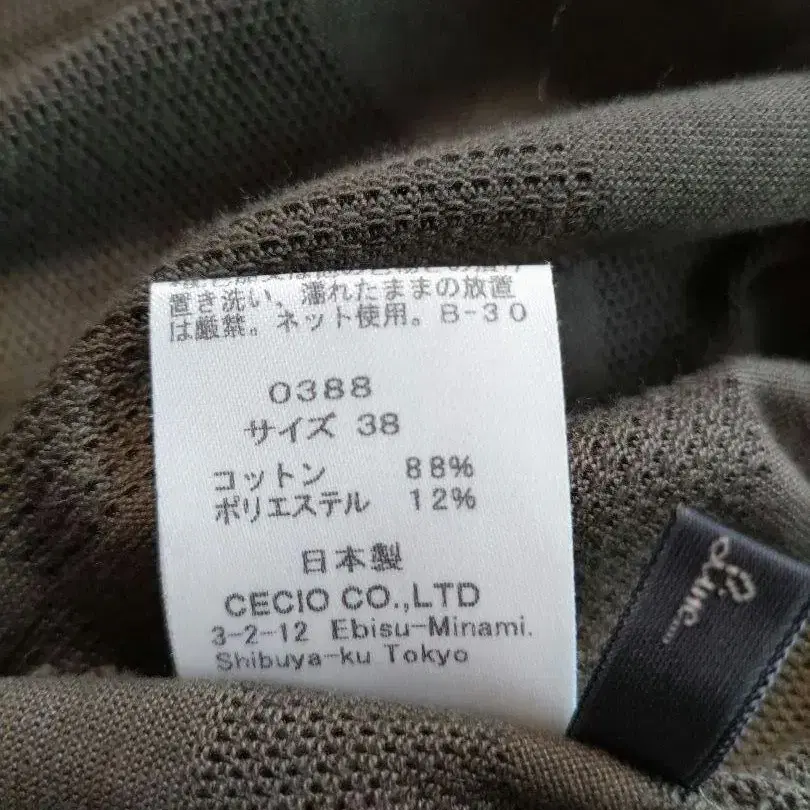 置き洗い、濡れたままの放置
は厳禁。ネット使用。B-30
0388
サイズ 38
コットン 88%
ポリエステル 12%
日本製
CECIO CO.,LTD
3-2-12 Ebisu-Minami.
Shibuya-ku Tokyo